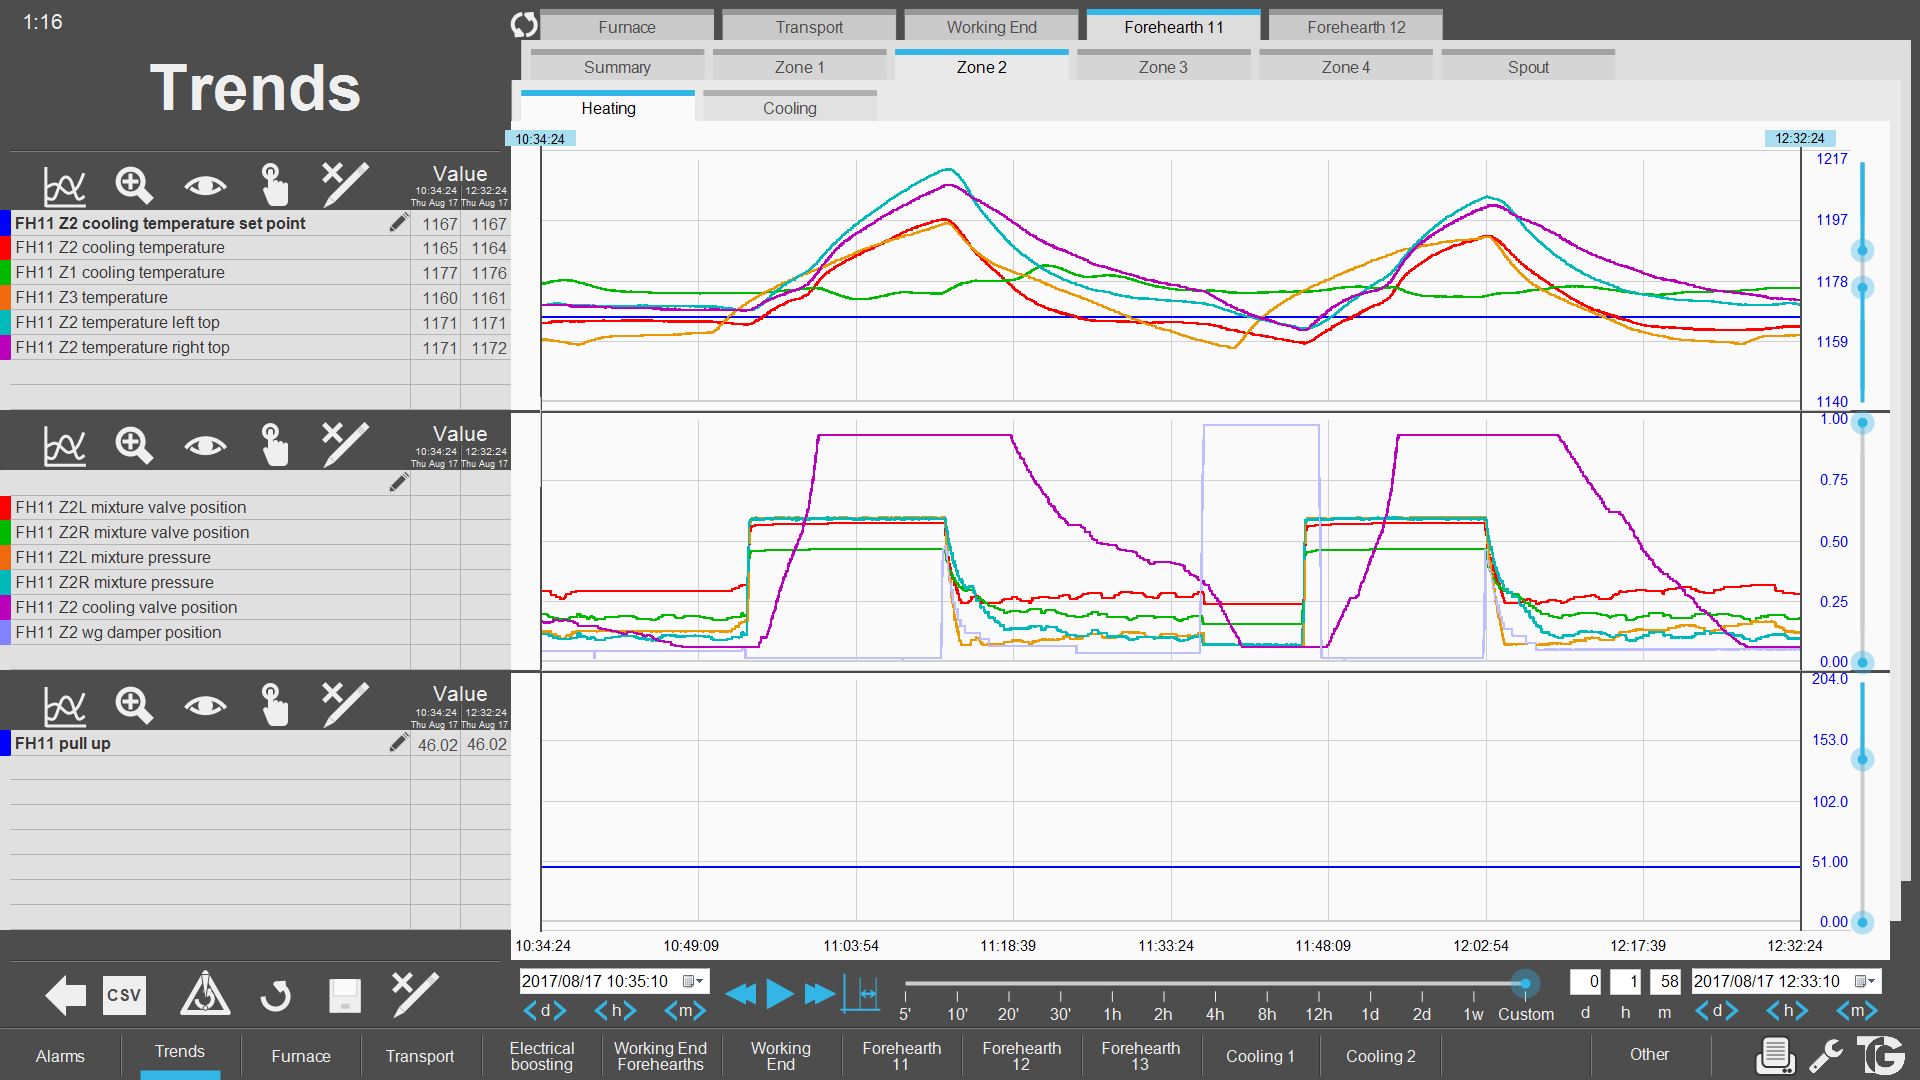 1:16
Trends
Furnace
Transport
Working End
Forehearth 11
Forehearth 12
Summary
Zone 1
Zone 2
Zone 3
Zone 4
Spout
Heating
Cooling
10:34:24
12:32:24
Value
10:34:24 12:32:24
Thu Aug 17 Thu Aug 17
FH11 Z2 cooling temperature set point 1167 1167
FH11 Z2 cooling temperature 1165 1164
FH11 Z1 cooling temperature 1177 1176
FH11 Z3 temperature 1160 1161
FH11 Z2 temperature left top 1171 1171
FH11 Z2 temperature right top 1171 1172
1217
1197
1178
1159
1140
Value
10:34:24 12:32:24
Thu Aug 17 Thu Aug 17
FH11 Z2L mixture valve position
FH11 Z2R mixture valve position
FH11 Z2L mixture pressure
FH11 Z2R mixture pressure
FH11 Z2 cooling valve position
FH11 Z2 wg damper position
1.00
0.75
0.50
0.25
0.00
Value
10:34:24 12:32:24
Thu Aug 17 Thu Aug 17
FH11 pull up 46.02 46.02
204.0
153.0
102.0
51.00
0.00
10:34:24 10:49:09 11:03:54 11:18:39 11:33:24 11:48:09 12:02:54 12:17:39 12:32:24
CSV
2017/08/17 10:35:10
d h m
5' 10' 20' 30' 1h 2h 4h 8h 12h 1d 2d 1w Custom
0 1 58
d h m
2017/08/17 12:33:10
d h m
Alarms
Trends
Furnace
Transport
Electrical
boosting
Working End
Forehearths
Working
End
Forehearth
11
Forehearth
12
Forehearth
13
Cooling 1
Cooling 2
Other
TG